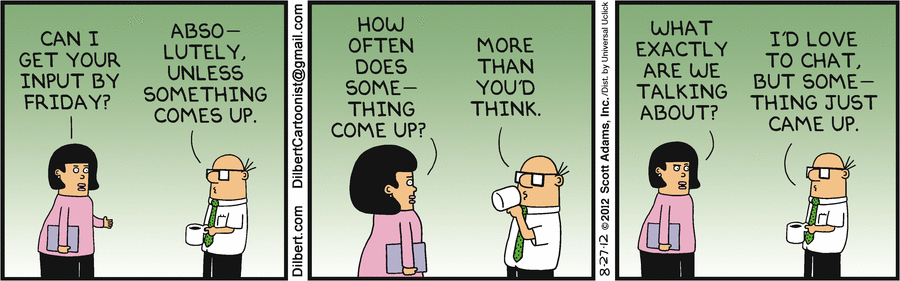 CAN I
GET YOUR
INPUT BY
FRIDAY?
ABSO-
LUTELY,
UNLESS
SOMETHING
COMES UP.
Dilbert.com DilbertCartoonist@gmail.com
HOW
OFTEN
DOES
SOME-
THING
COME UP?
MORE
THAN
YOU'D
THINK.
8-27-12 © 2012 Scott Adams, Inc. /Dist. by Universal Uclick
WHAT
EXACTLY
ARE WE
TALKING
ABOUT?
I'D LOVE
TO CHAT,
BUT SOME-
THING JUST
CAME UP.